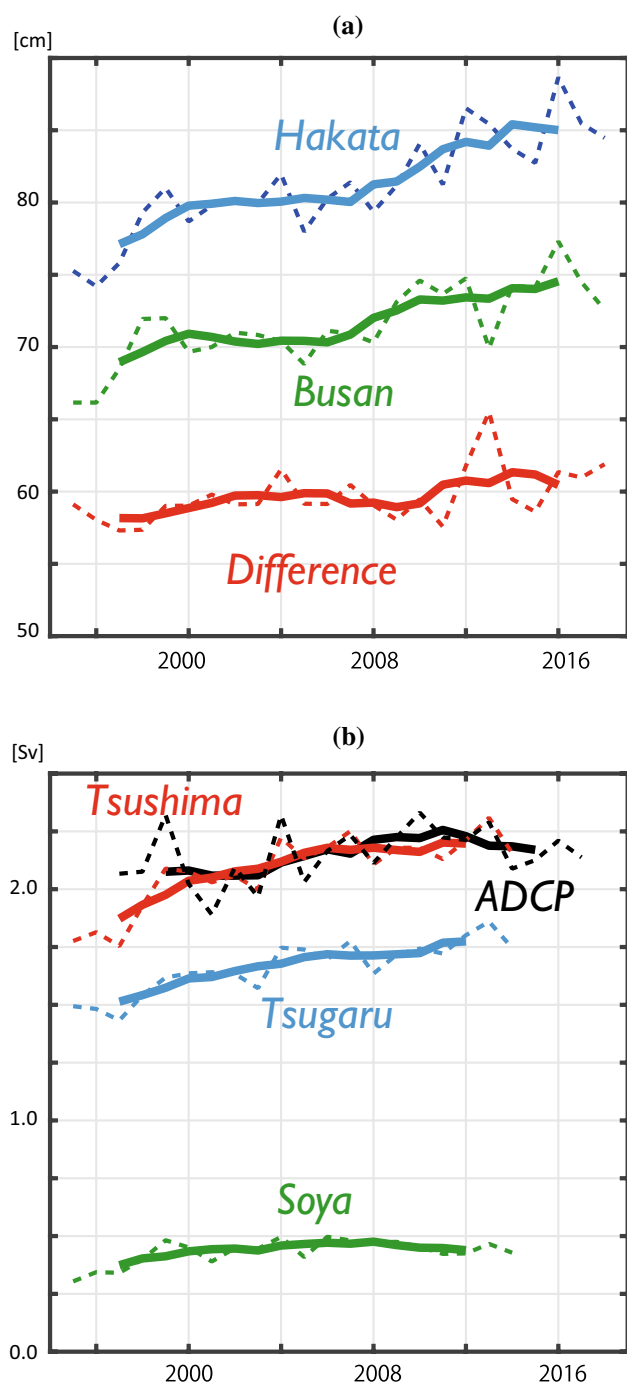 (a)
[cm]
Hakata
80
70
Busan
60
Difference
50
2000 2008 2016
(b)
[Sv]
Tsushima
2.0
ADCP
Tsugaru
1.0
Soya
0.0
2000 2008 2016